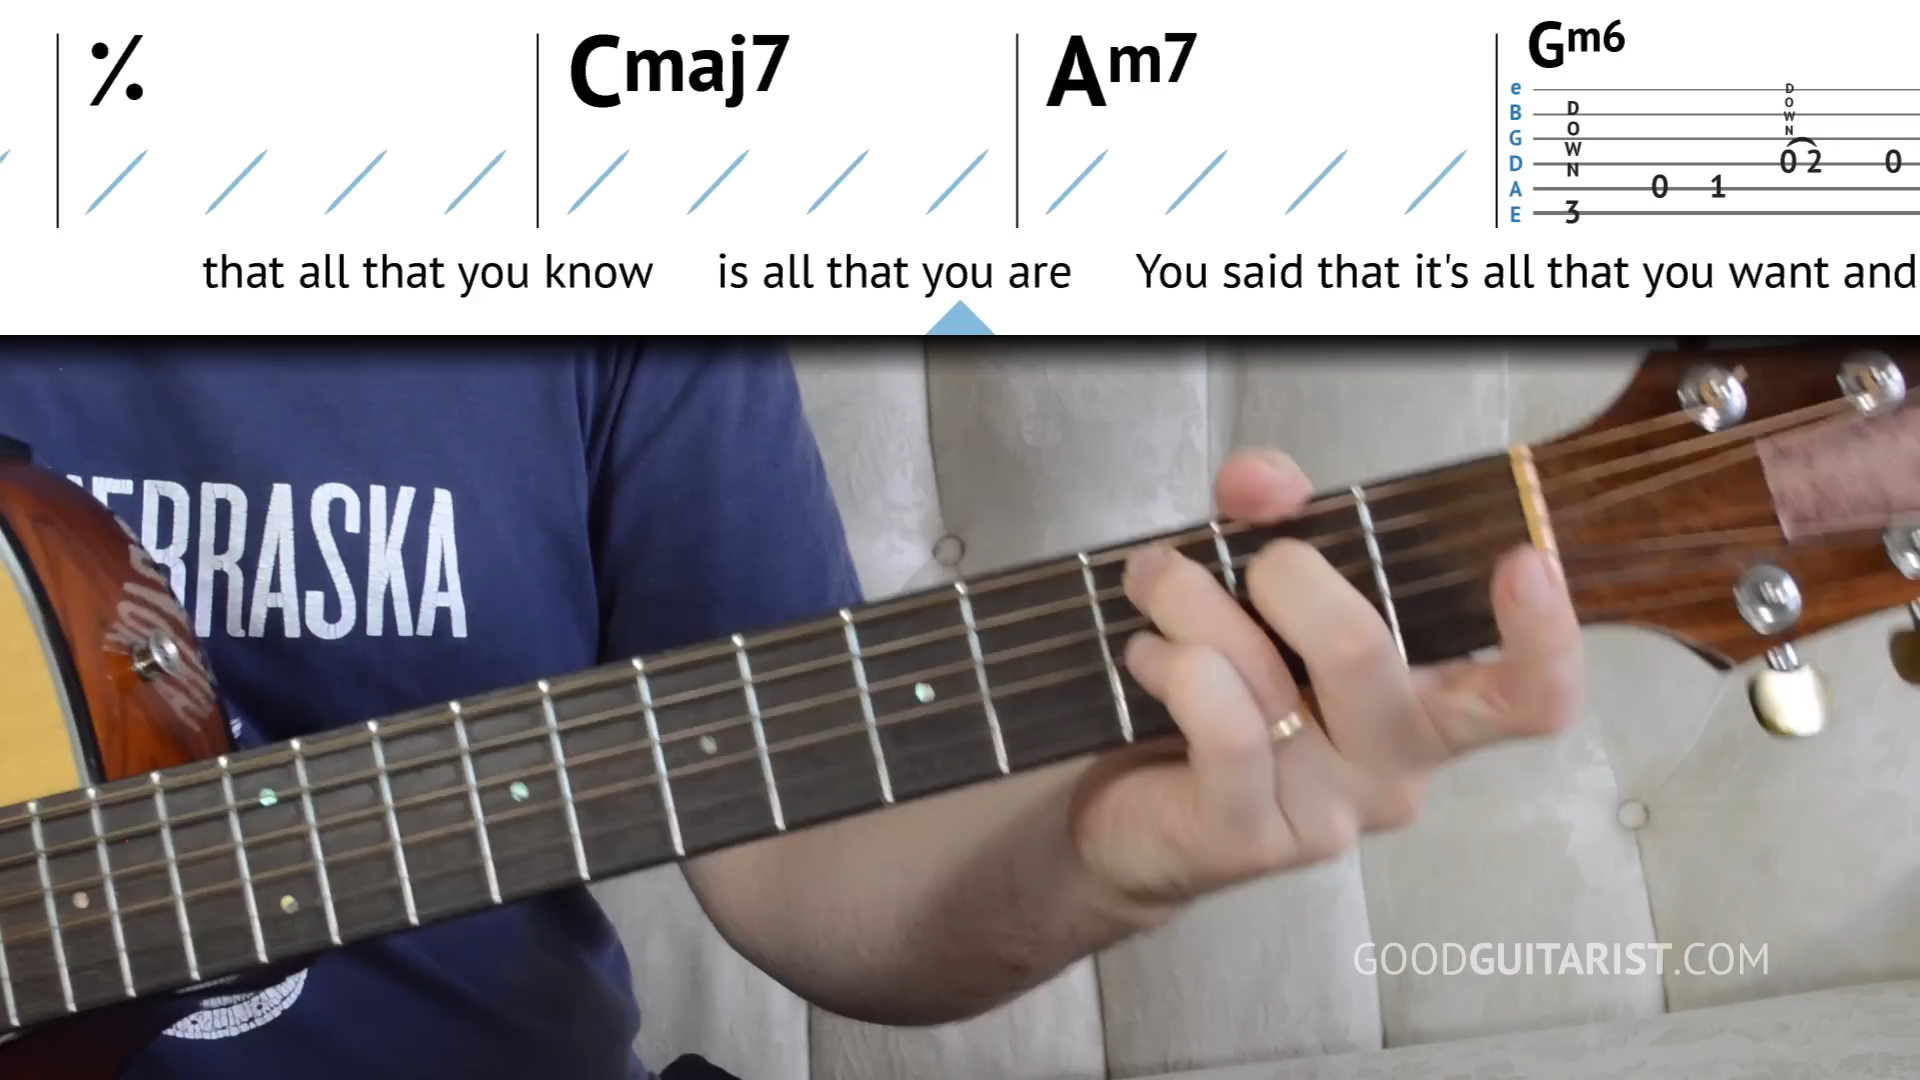 ٪ Cmaj7 Am7 Gm6
e
B
G
D
A
E
DOWN
3 0 1
DOWN
0 2 0
that all that you know is all that you are You said that it's all that you want and
EBRASKA
GOODGUITARIST.COM